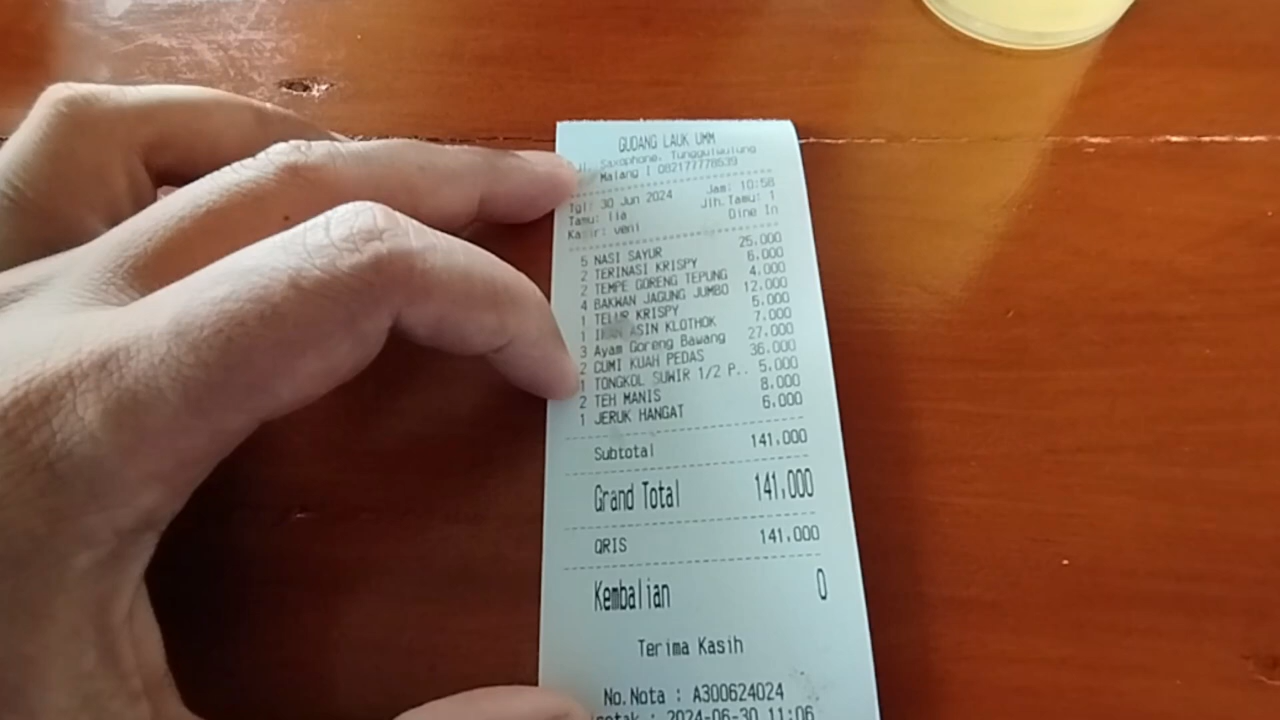 GUDANG LAUK UMM
Jl. Saxophone, Tunggulwulung
Malang | 082177778539
Tgl: 30 Jun 2024 Jam: 10:58
Tamu: lia Jlh.Tamu: 1
Kasir: veni Dine In
5 NASI SAYUR 25,000
2 TERINASI KRISPY 6,000
2 TEMPE GORENG TEPUNG 4,000
4 BAKWAN JAGUNG JUMBO 12,000
1 TELUR KRISPY 5,000
1 IKAN ASIN KLOTHOK 7,000
3 Ayam Goreng Bawang 27,000
2 CUMI KUAH PEDAS 36,000
1 TONGKOL SUWIR 1/2 P.. 5,000
2 TEH MANIS 8,000
1 JERUK HANGAT 6,000
Subtotal 141,000
Grand Total 141,000
QRIS 141,000
Kembalian 0
Terima Kasih
No.Nota : A300624024
: 2024-06-30 11:06